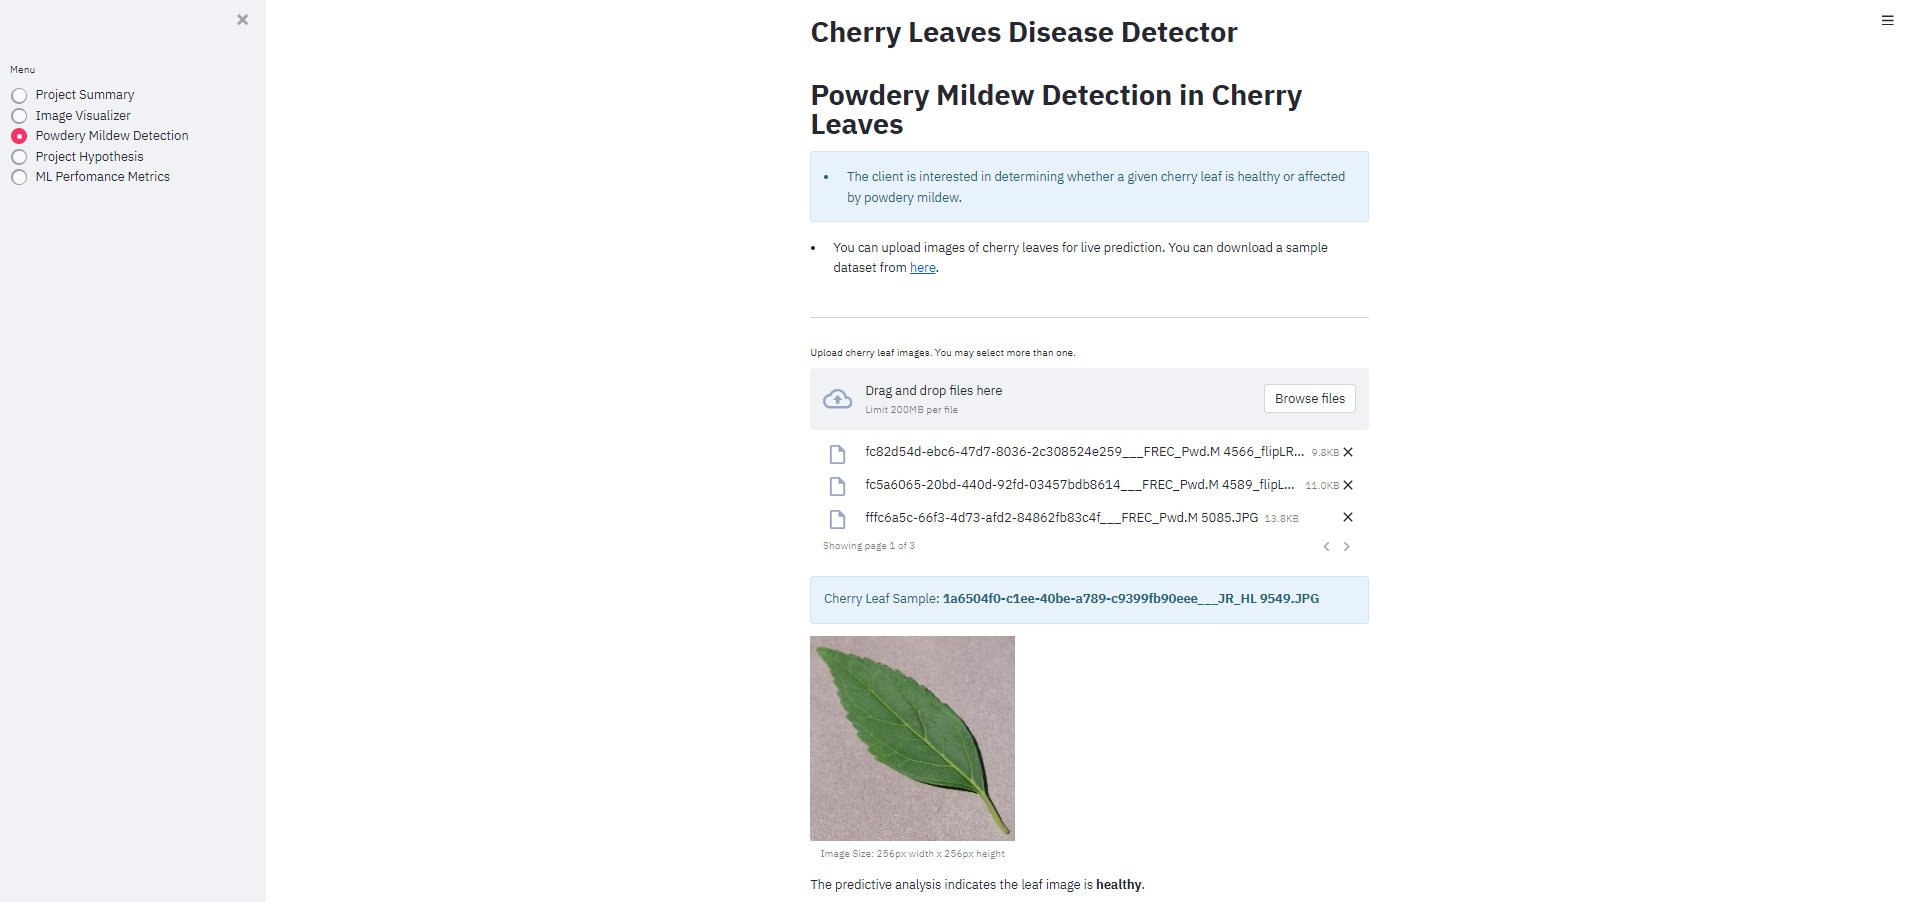 Menu
Project Summary
Image Visualizer
Powdery Mildew Detection
Project Hypothesis
ML Perfomance Metrics
Cherry Leaves Disease Detector
Powdery Mildew Detection in Cherry
Leaves
• The client is interested in determining whether a given cherry leaf is healthy or affected
by powdery mildew.
• You can upload images of cherry leaves for live prediction. You can download a sample
dataset from here.
Upload cherry leaf images. You may select more than one.
Drag and drop files here
Limit 200MB per file
Browse files
fc82d54d-ebc6-47d7-8036-2c308524e259___FREC_Pwd.M 4566_flipLR... 9.8KB
fc5a6065-20bd-440d-92fd-03457bdb8614___FREC_Pwd.M 4589_flipL... 11.0KB
fffc6a5c-66f3-4d73-afd2-84862fb83c4f___FREC_Pwd.M 5085.JPG 13.8KB
Showing page 1 of 3
Cherry Leaf Sample: 1a6504f0-c1ee-40be-a789-c9399fb90eee___JR_HL 9549.JPG
Image Size: 256px width x 256px height
The predictive analysis indicates the leaf image is healthy.